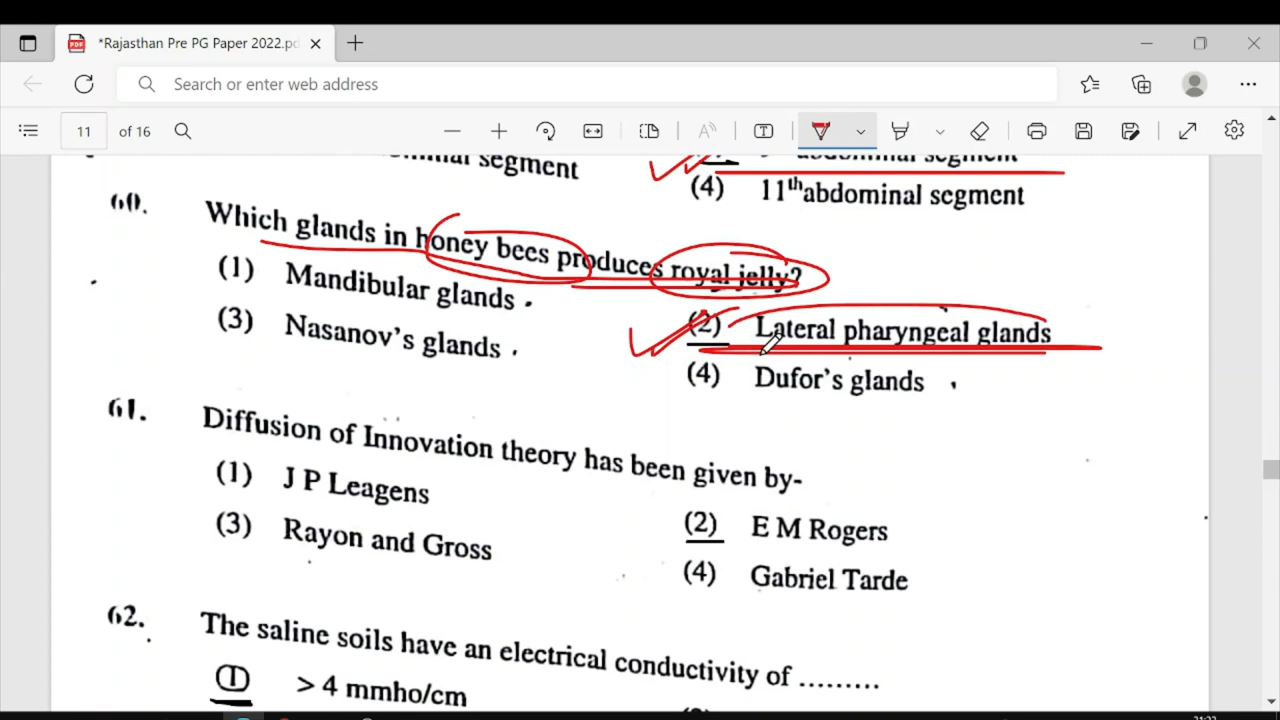 *Rajasthan Pre PG Paper 2022.pd
Search or enter web address
11 of 16
abdominal segment
segment
(4) 11th abdominal segment
60. Which glands in honey bees produces royal jelly?
(1) Mandibular glands
(2) Lateral pharyngeal glands
(3) Nasanov's glands
(4) Dufor's glands
61. Diffusion of Innovation theory has been given by-
(1) J P Leagens
(2) E M Rogers
(3) Rayon and Gross
(4) Gabriel Tarde
62. The saline soils have an electrical conductivity of .........
(1) > 4 mmho/cm